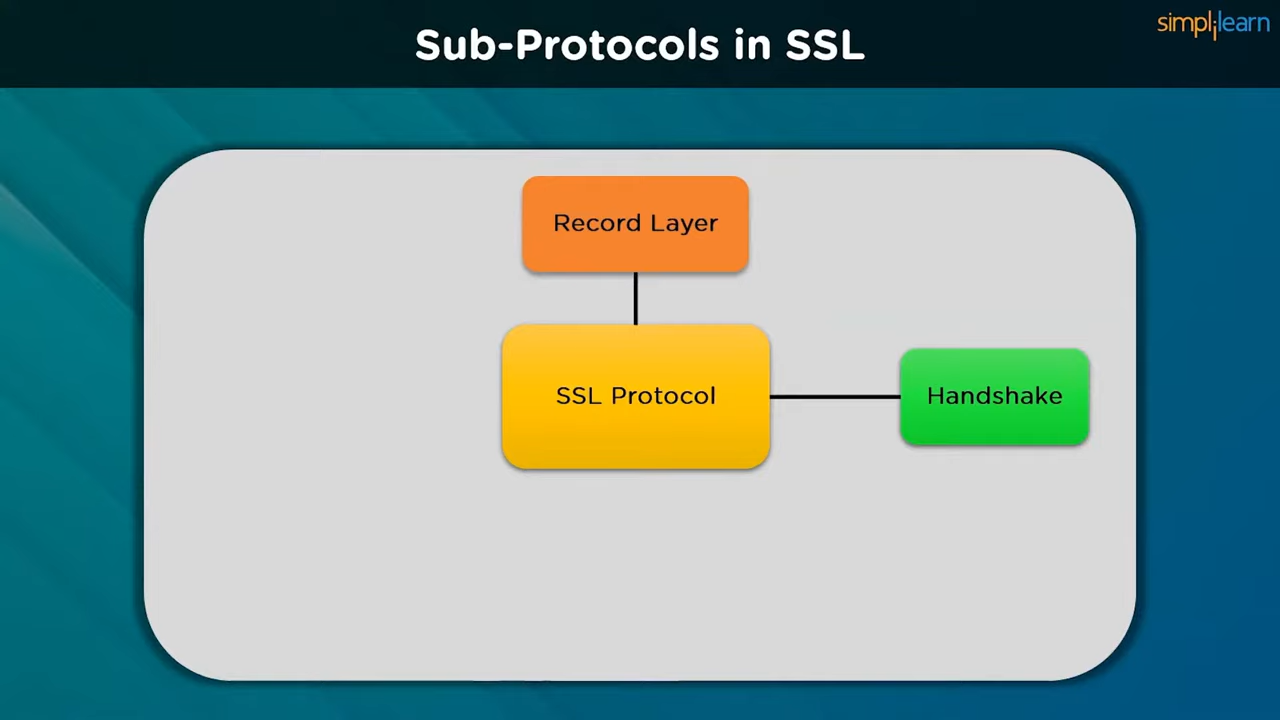 Sub-Protocols in SSL
simplilearn
Record Layer
SSL Protocol
Handshake